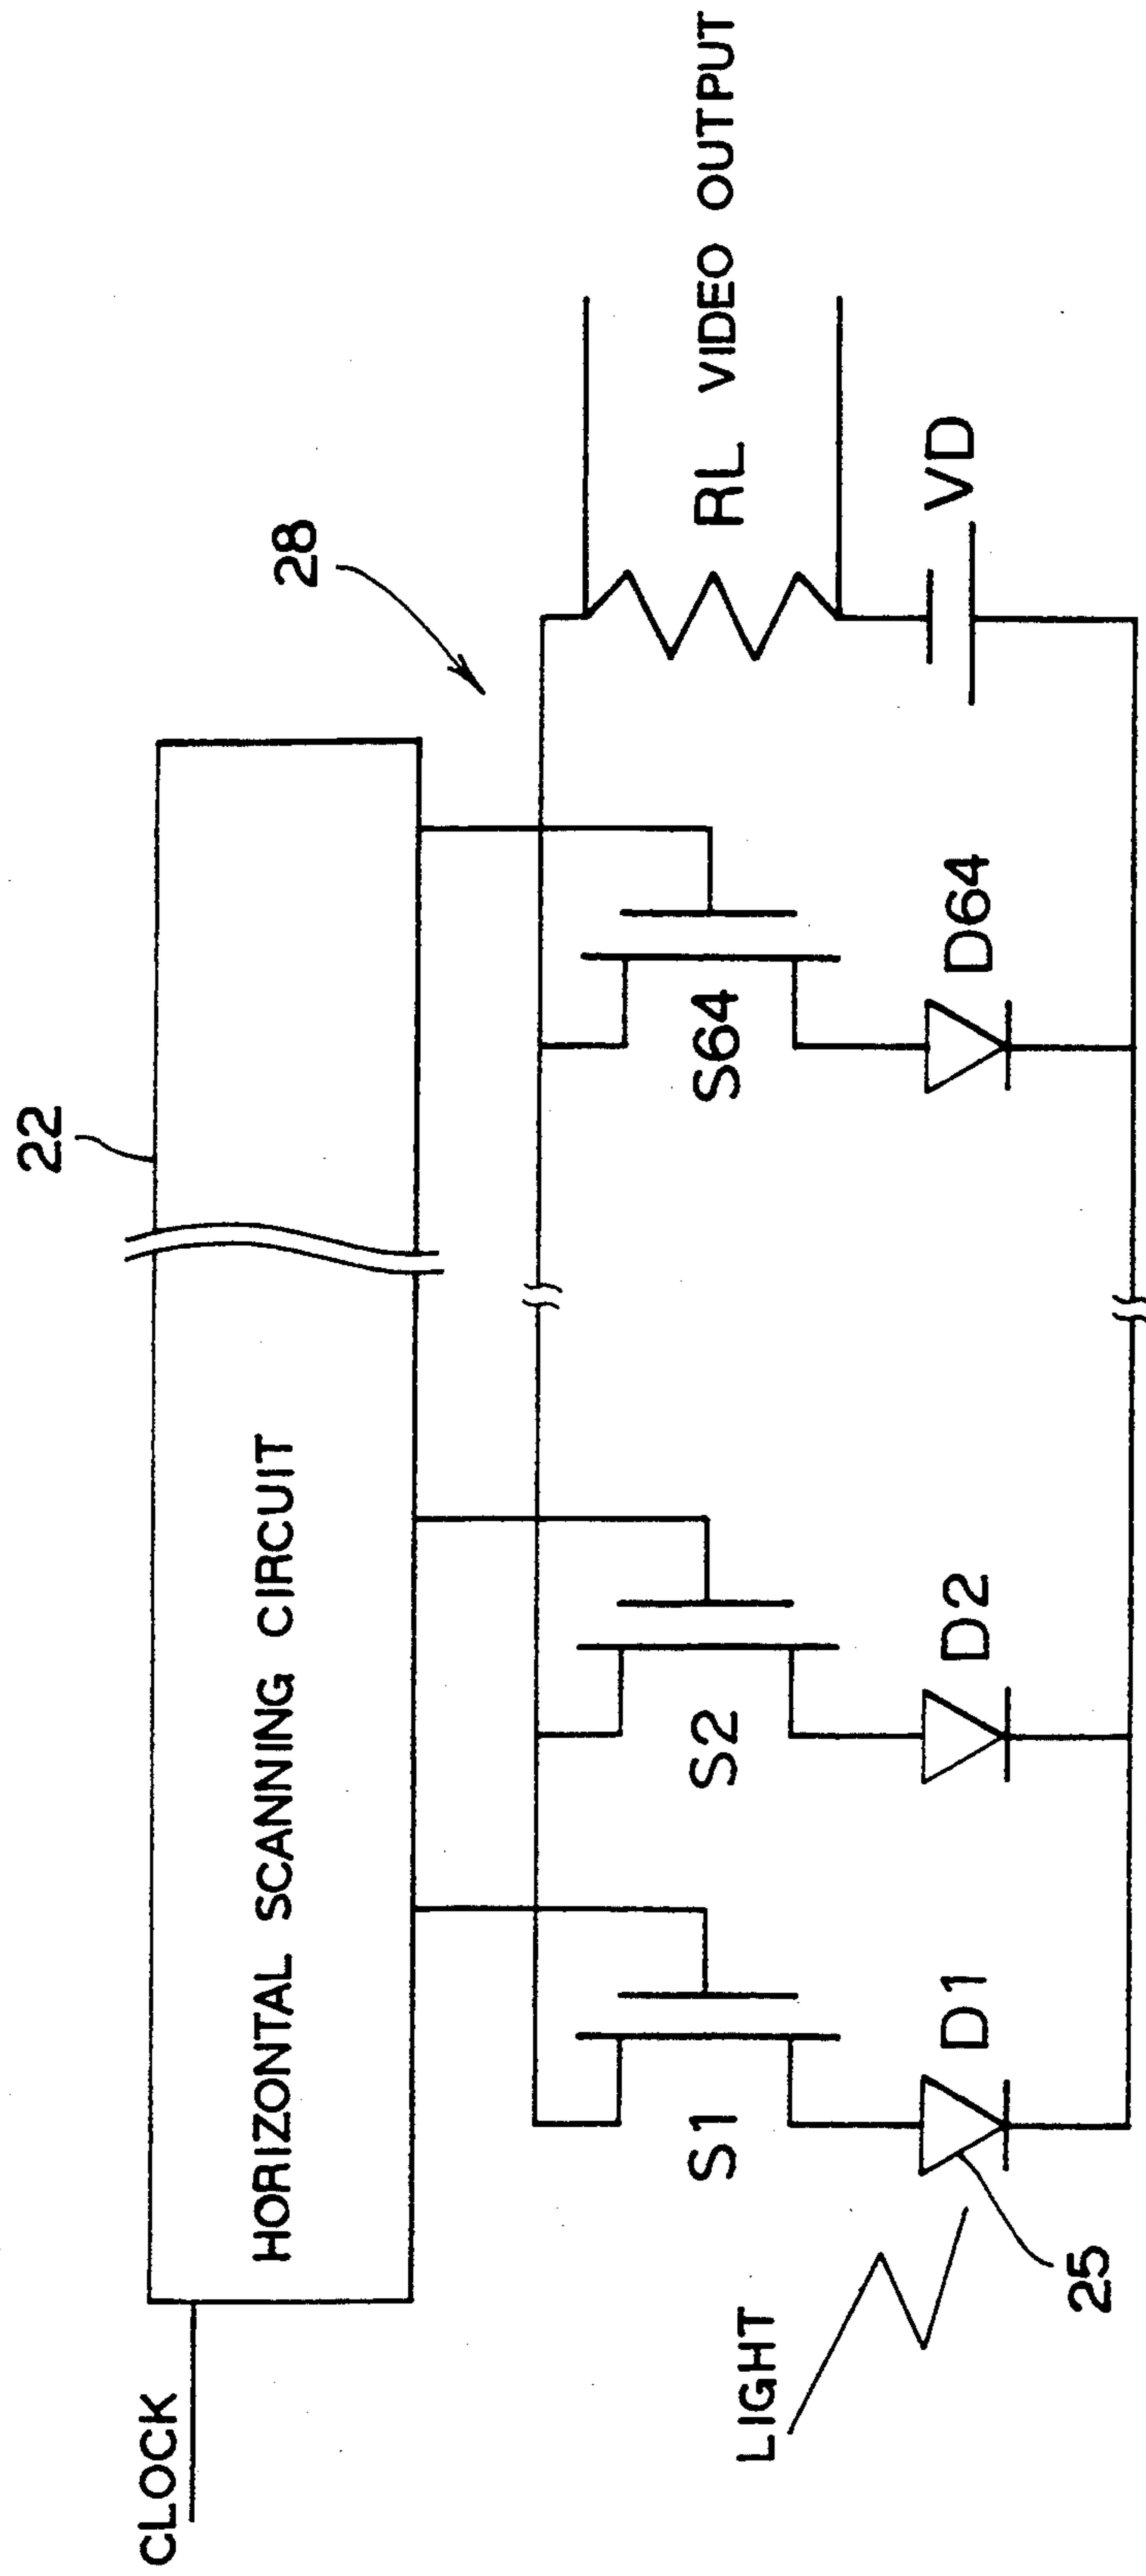 CLOCK
22
HORIZONTAL SCANNING CIRCUIT
28
S1
S2
S64
RL
VIDEO OUTPUT
LIGHT
D1
D2
D64
VD
25